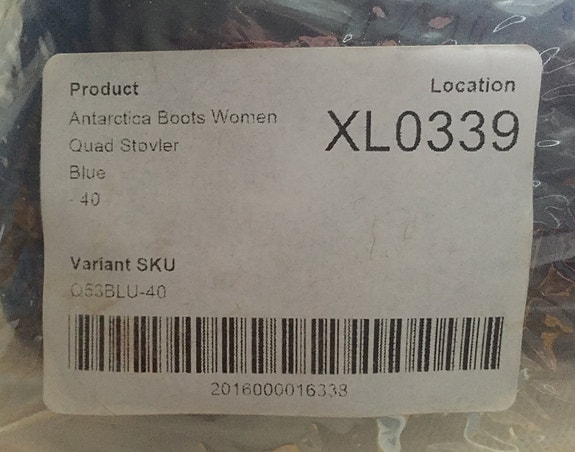 Product
Location
Antarctica Boots Women
XL0339
Quad Støvler
Blue
- 40
Variant SKU
Q53BLU-40
2016000016338